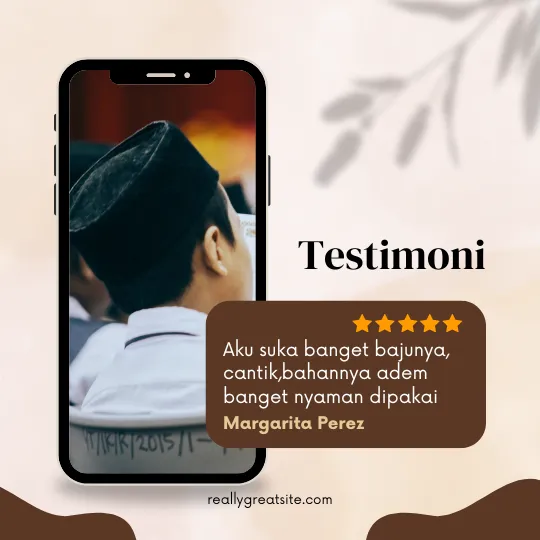 Testimoni
Aku suka banget bajunya,
cantik,bahannya adem
banget nyaman dipakai
Margarita Perez
reallygreatsite.com